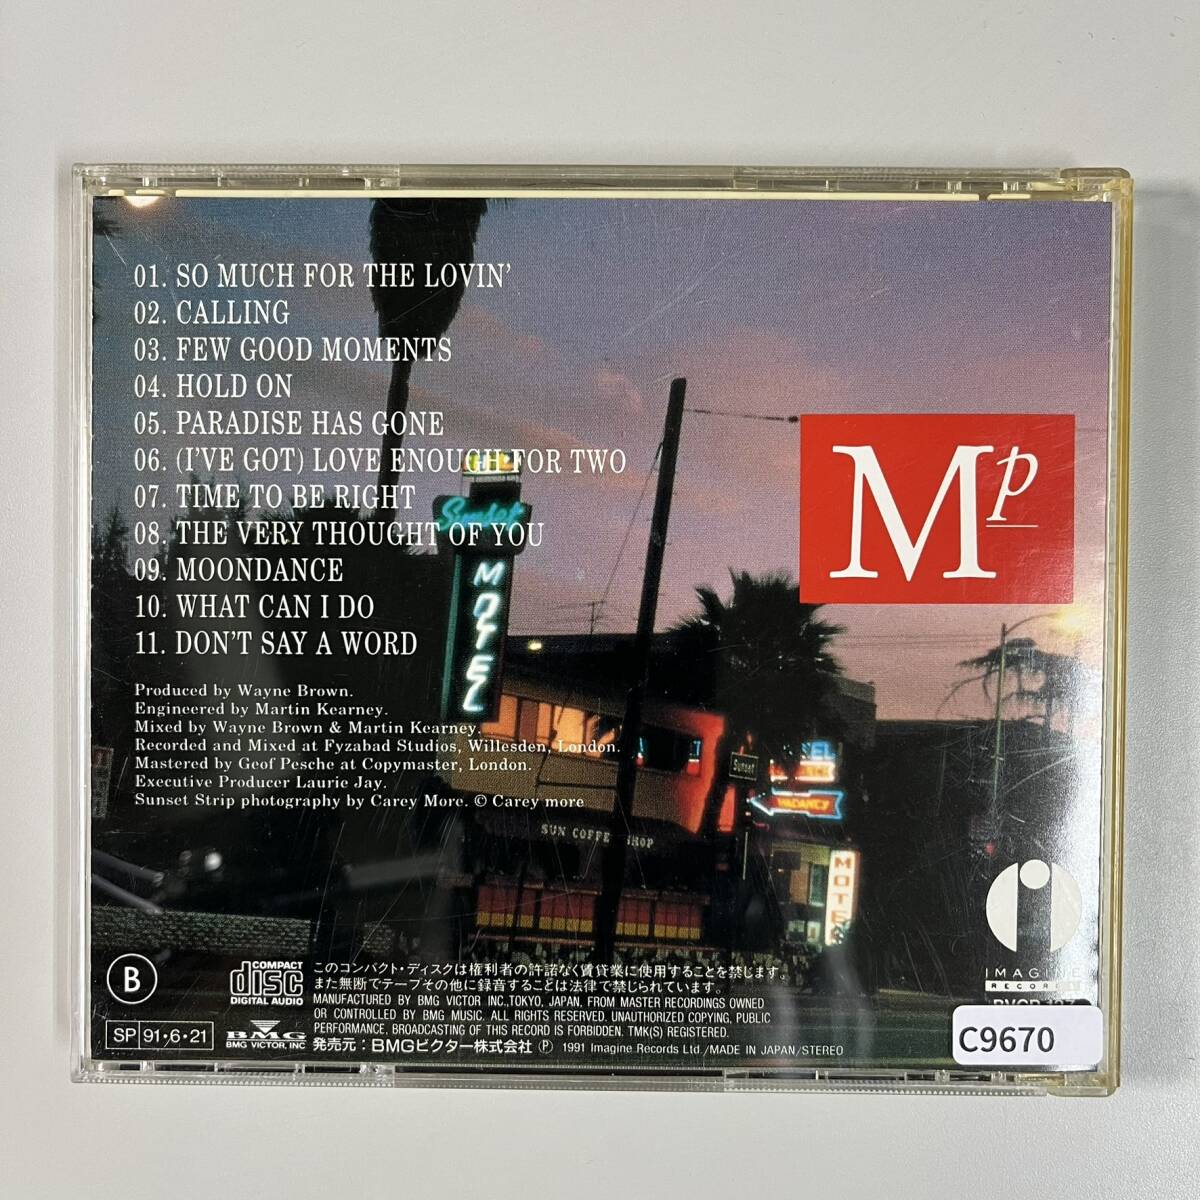 01. SO MUCH FOR THE LOVIN'
02. CALLING
03. FEW GOOD MOMENTS
04. HOLD ON
05. PARADISE HAS GONE
06. (I'VE GOT) LOVE ENOUGH FOR TWO
07. TIME TO BE RIGHT
08. THE VERY THOUGHT OF YOU
09. MOONDANCE
10. WHAT CAN I DO
11. DON'T SAY A WORD
Mp
Sunset
MOTEL
Produced by Wayne Brown.
Engineered by Martin Kearney.
Mixed by Wayne Brown & Martin Kearney.
Recorded and Mixed at Fyzabad Studios, Willesden, London.
Mastered by Geof Pesche at Copymaster, London.
Executive Producer Laurie Jay.
Sunset Strip photography by Carey More. © Carey more
Sunset
VACANCY
SUN COFFE SHOP
MOTEL
i
IMAGINE
RECORDS
B
COMPACT
disc
DIGITAL AUDIO
このコンパクト・ディスクは権利者の許諾なく賃貸業に使用することを禁じます。
また無断でテープその他に録音することは法律で禁じられています。
MANUFACTURED BY BMG VICTOR INC.,TOKYO, JAPAN, FROM MASTER RECORDINGS OWNED
OR CONTROLLED BY BMG MUSIC. ALL RIGHTS RESERVED. UNAUTHORIZED COPYING, PUBLIC
PERFORMANCE, BROADCASTING OF THIS RECORD IS FORBIDDEN. TMK(S) REGISTERED.
SP 91・6・21
BMG
BMG VICTOR, INC
発売元：BMGビクター株式会社 Ⓟ 1991 Imagine Records Ltd./MADE IN JAPAN/STEREO
C9670